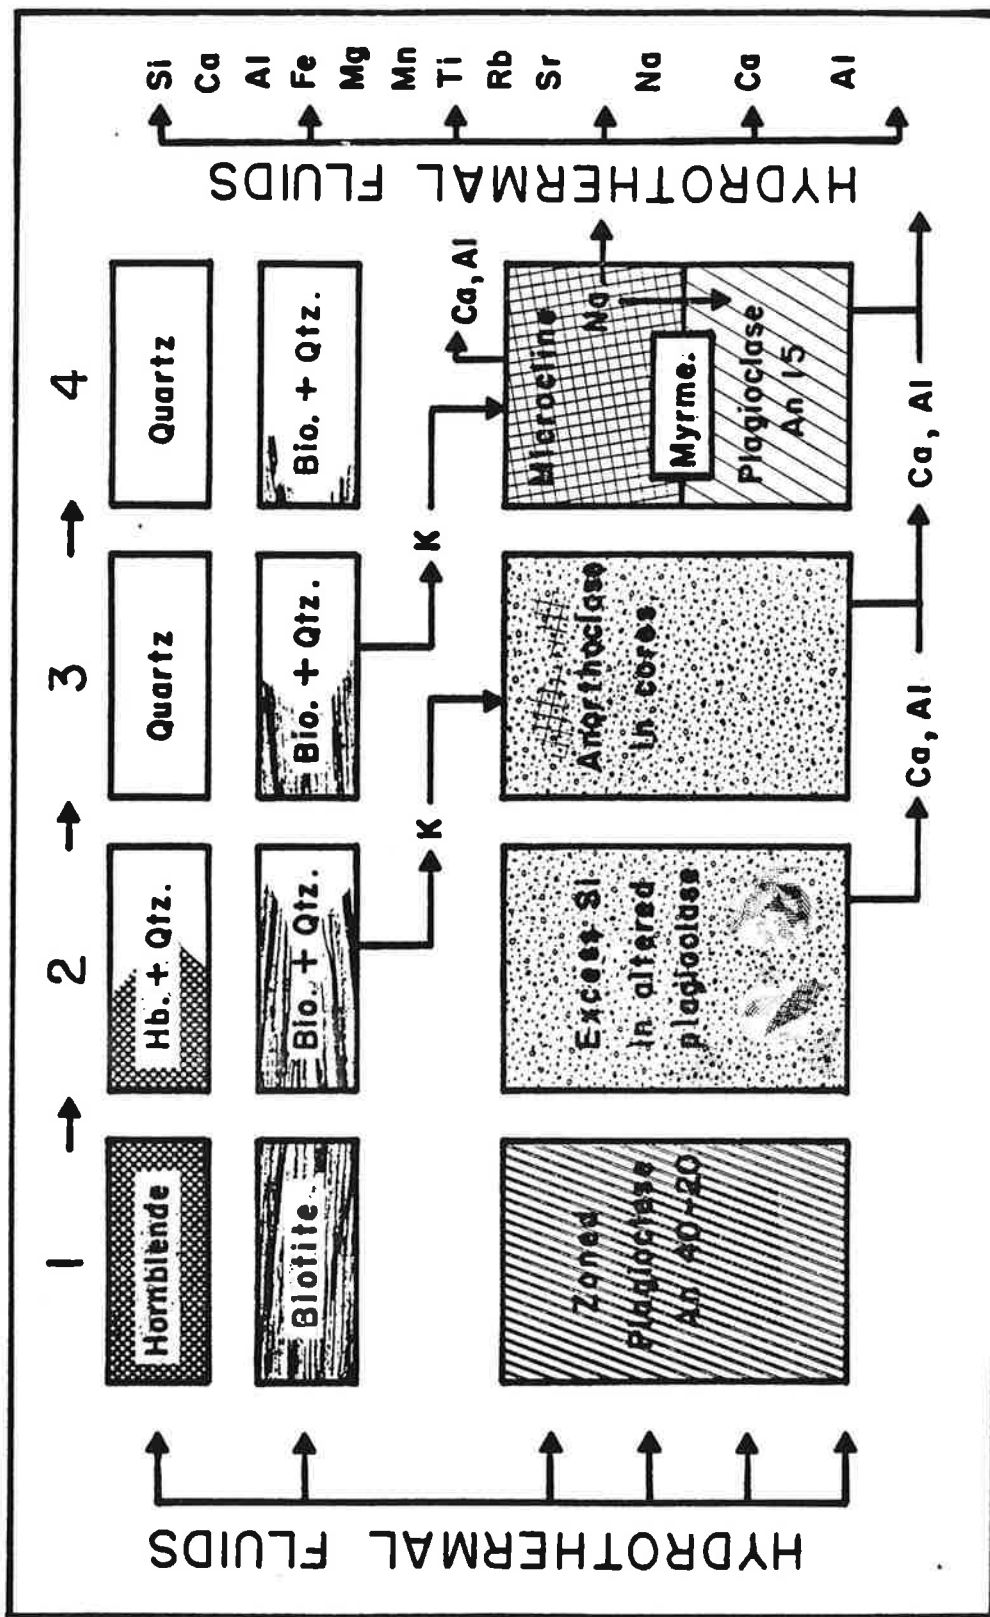 1
2
3
4
HYDROTHERMAL FLUIDS
Hornblende
Hb. + Qtz.
Quartz
Quartz
Biotite
Bio. + Qtz.
Bio. + Qtz.
Bio. + Qtz.
K
K
Ca, Al
Zoned
Plagioclase
An 40-20
Excess Si
in altered
plagioclase
Anorthoclase
in cores
Microcline
Na
Myrme.
Plagioclase
An 15
Ca, Al
Ca, Al
HYDROTHERMAL FLUIDS
Si
Ca
Al
Fe
Mg
Mn
Ti
Rb
Sr
Na
Ca
Al